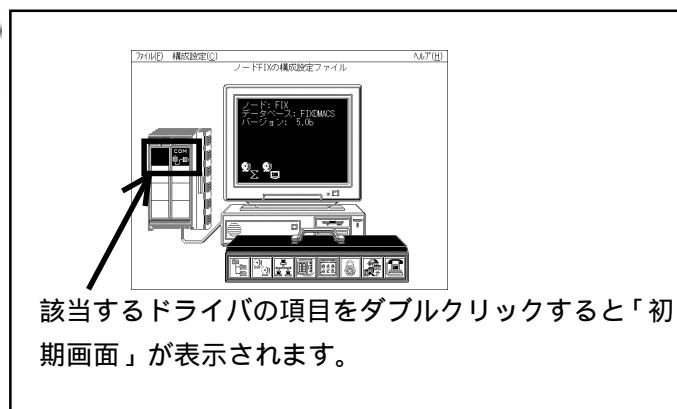 ファイル(F) 構成設定(C) ヘルプ(H)
ノードFIXの構成設定ファイル
ノード: FIX
データベース: FIXDMACS
バージョン: 5.0b
COM
該当するドライバの項目をダブルクリックすると「初
期画面」が表示されます。